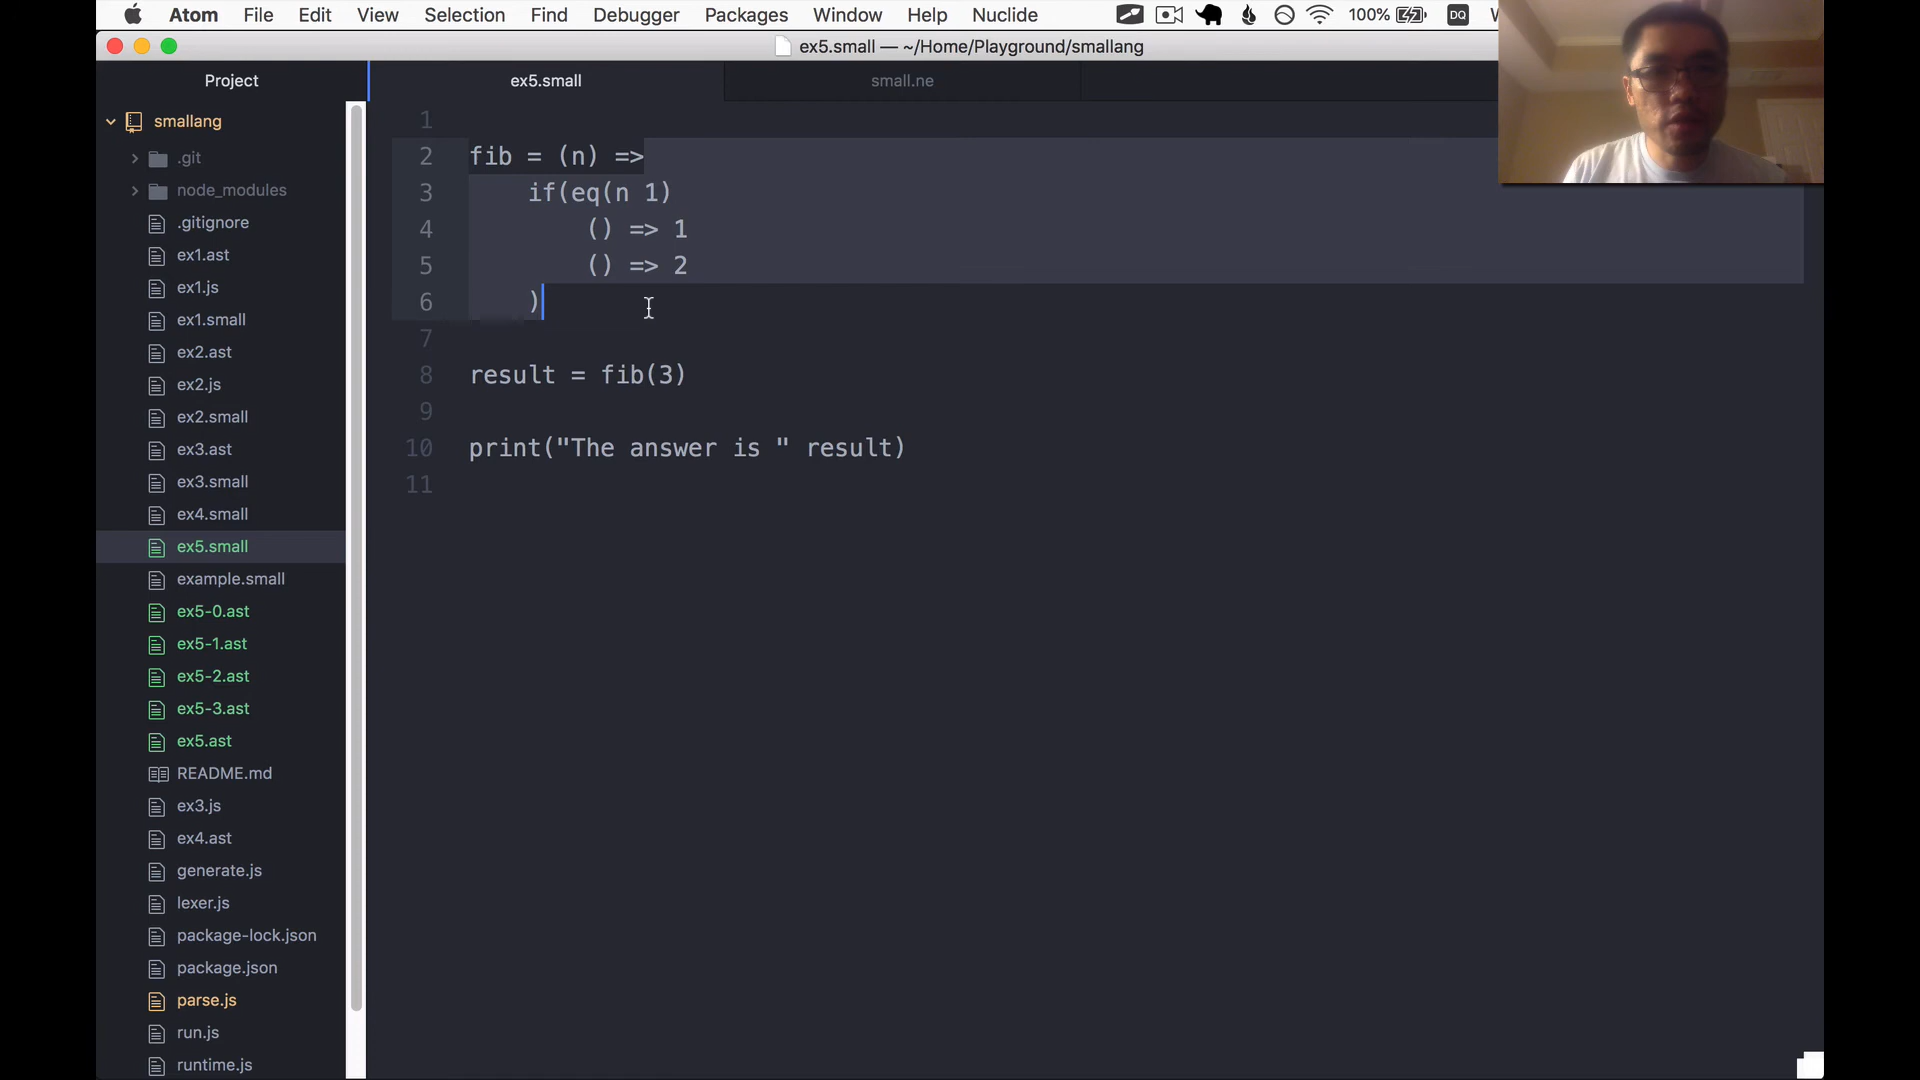 Atom File Edit View Selection Find Debugger Packages Window Help Nuclide 100% DQ
ex5.small — ~/Home/Playground/smallang
Project
ex5.small
small.ne
smallang
.git
node_modules
.gitignore
ex1.ast
ex1.js
ex1.small
ex2.ast
ex2.js
ex2.small
ex3.ast
ex3.small
ex4.small
ex5.small
example.small
ex5-0.ast
ex5-1.ast
ex5-2.ast
ex5-3.ast
ex5.ast
README.md
ex3.js
ex4.ast
generate.js
lexer.js
package-lock.json
package.json
parse.js
run.js
runtime.js
1
2 fib = (n) =>
3 if(eq(n 1)
4 () => 1
5 () => 2
6 )
7
8 result = fib(3)
9
10 print("The answer is " result)
11